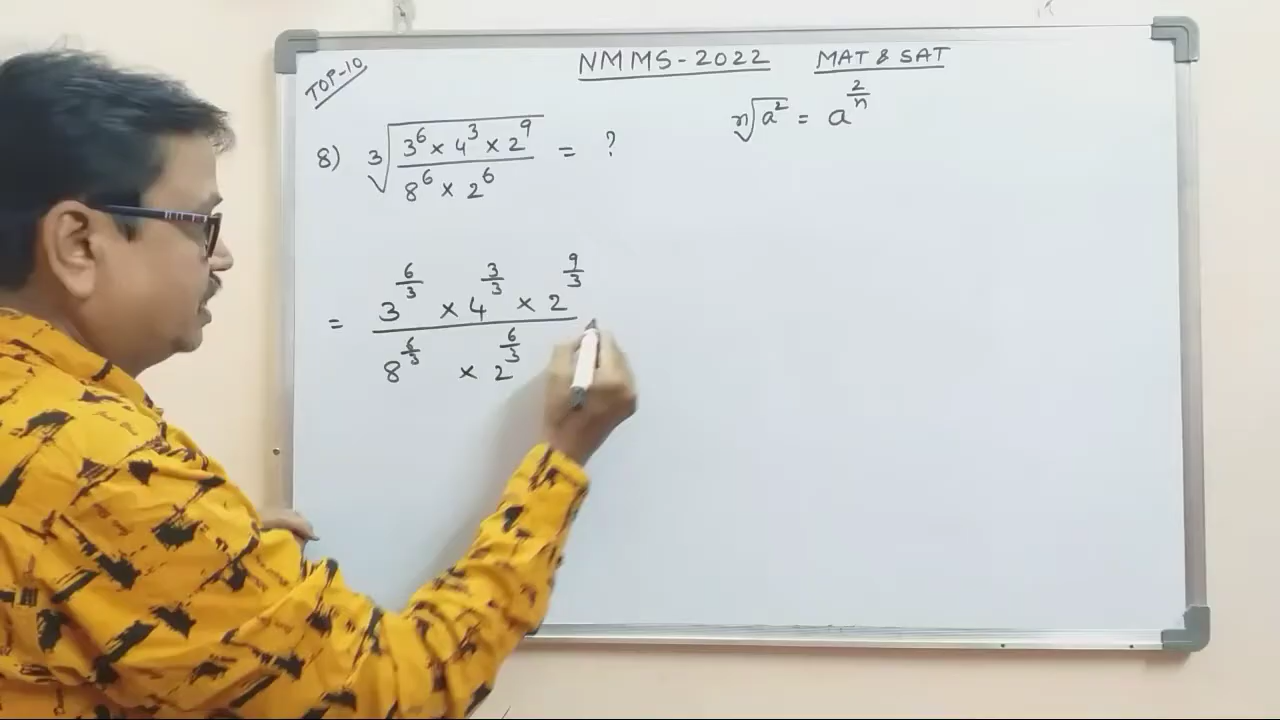 TOP-10
NMMS-2022 MAT & SAT
ⁿ√a² = a^(2/n)
8) ∛((3⁶ × 4³ × 2⁹)/(8⁶ × 2⁶)) = ?
= (3^(6/3) × 4^(3/3) × 2^(9/3))/(8^(6/3) × 2^(6/3))